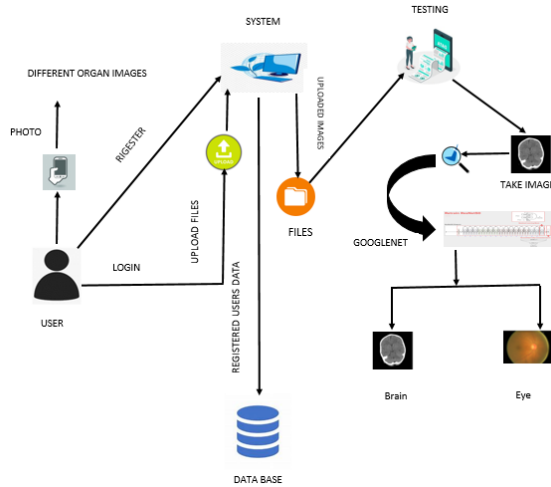 SYSTEM
TESTING
DIFFERENT ORGAN IMAGES
PHOTO
RIGESTER
UPLOAD
UPLOADED IMAGES
TAKE IMAGE
UPLOAD FILES
FILES
GOOGLENET
LOGIN
USER
REGISTERED USERS DATA
Brain
Eye
DATA BASE